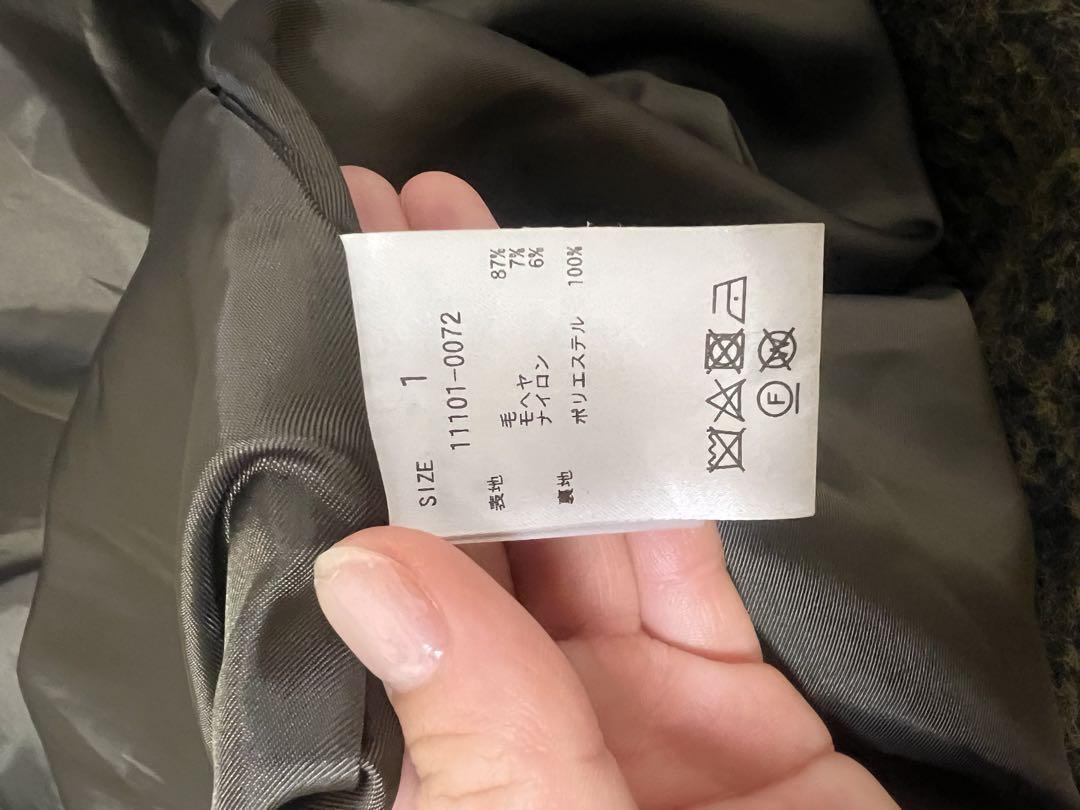 SIZE 1
11101-0072
表地 毛 87%
モヘヤ 7%
ナイロン 6%
裏地 ポリエステル 100%
F W